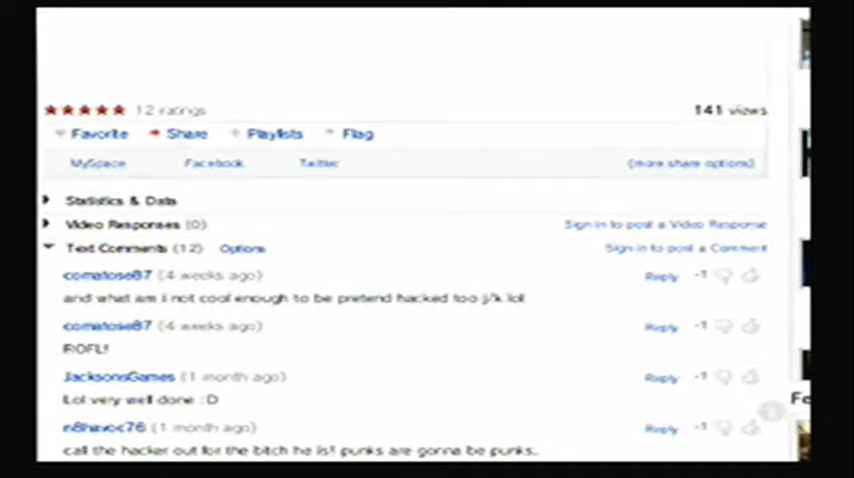 12 ratings 141 views
Favorite Share Playlists Flag
MySpace Facebook Twitter (more share options)
Statistics & Data
Video Responses (0) Sign in to post a Video Response
Text Comments (12) Options Sign in to post a Comment
comatose87 (4 weeks ago) Reply -1
and what am i not cool enough to be pretend hacked too j/k lol
comatose87 (4 weeks ago) Reply -1
ROFL!
JacksonsGames (1 month ago) Reply -1
Lol very well done :D
n8havoc76 (1 month ago) Reply -1
call the hacker out for the bitch he is! punks are gonna be punks.